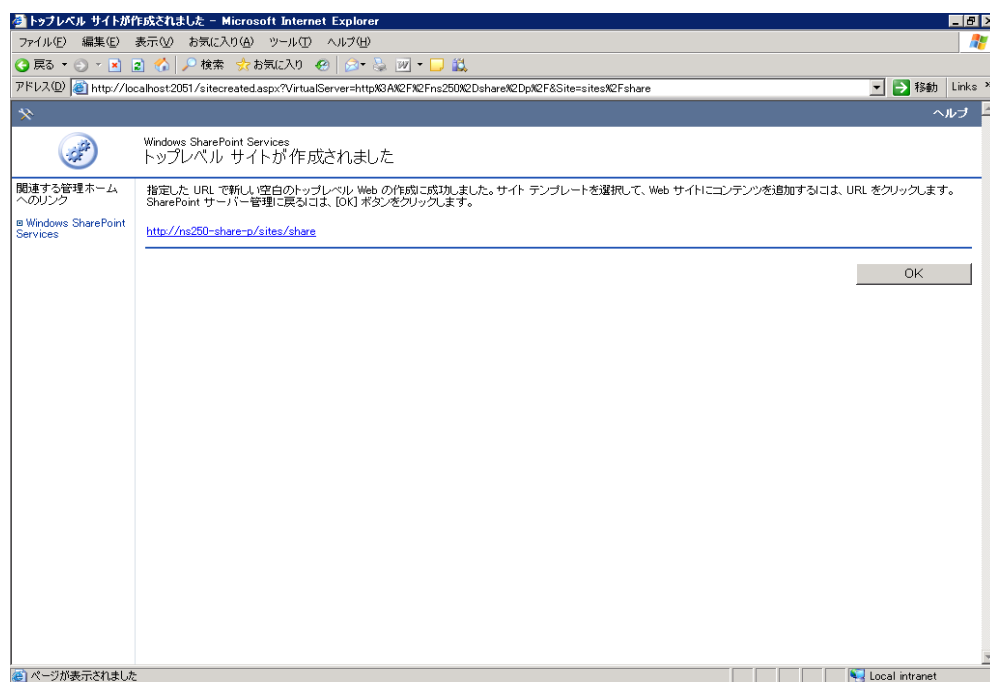 トップレベル サイトが作成されました - Microsoft Internet Explorer
ファイル(F) 編集(E) 表示(V) お気に入り(A) ツール(T) ヘルプ(H)
戻る 検索 お気に入り
アドレス(D) http://localhost:2051/sitecreated.aspx?VirtualServer=http%3A%2F%2Fns250%2Dshare%2Dp%2F&Site=sites%2Fshare 移動 Links »
ヘルプ
Windows SharePoint Services
トップレベル サイトが作成されました
関連する管理ホーム
へのリンク
Windows SharePoint
Services
指定した URL で新しい空白のトップレベル Web の作成に成功しました。サイト テンプレートを選択して、Web サイトにコンテンツを追加するには、URL をクリックします。
SharePoint サーバー管理に戻るには、[OK] ボタンをクリックします。
http://ns250-share-p/sites/share
OK
ページが表示されました Local intranet